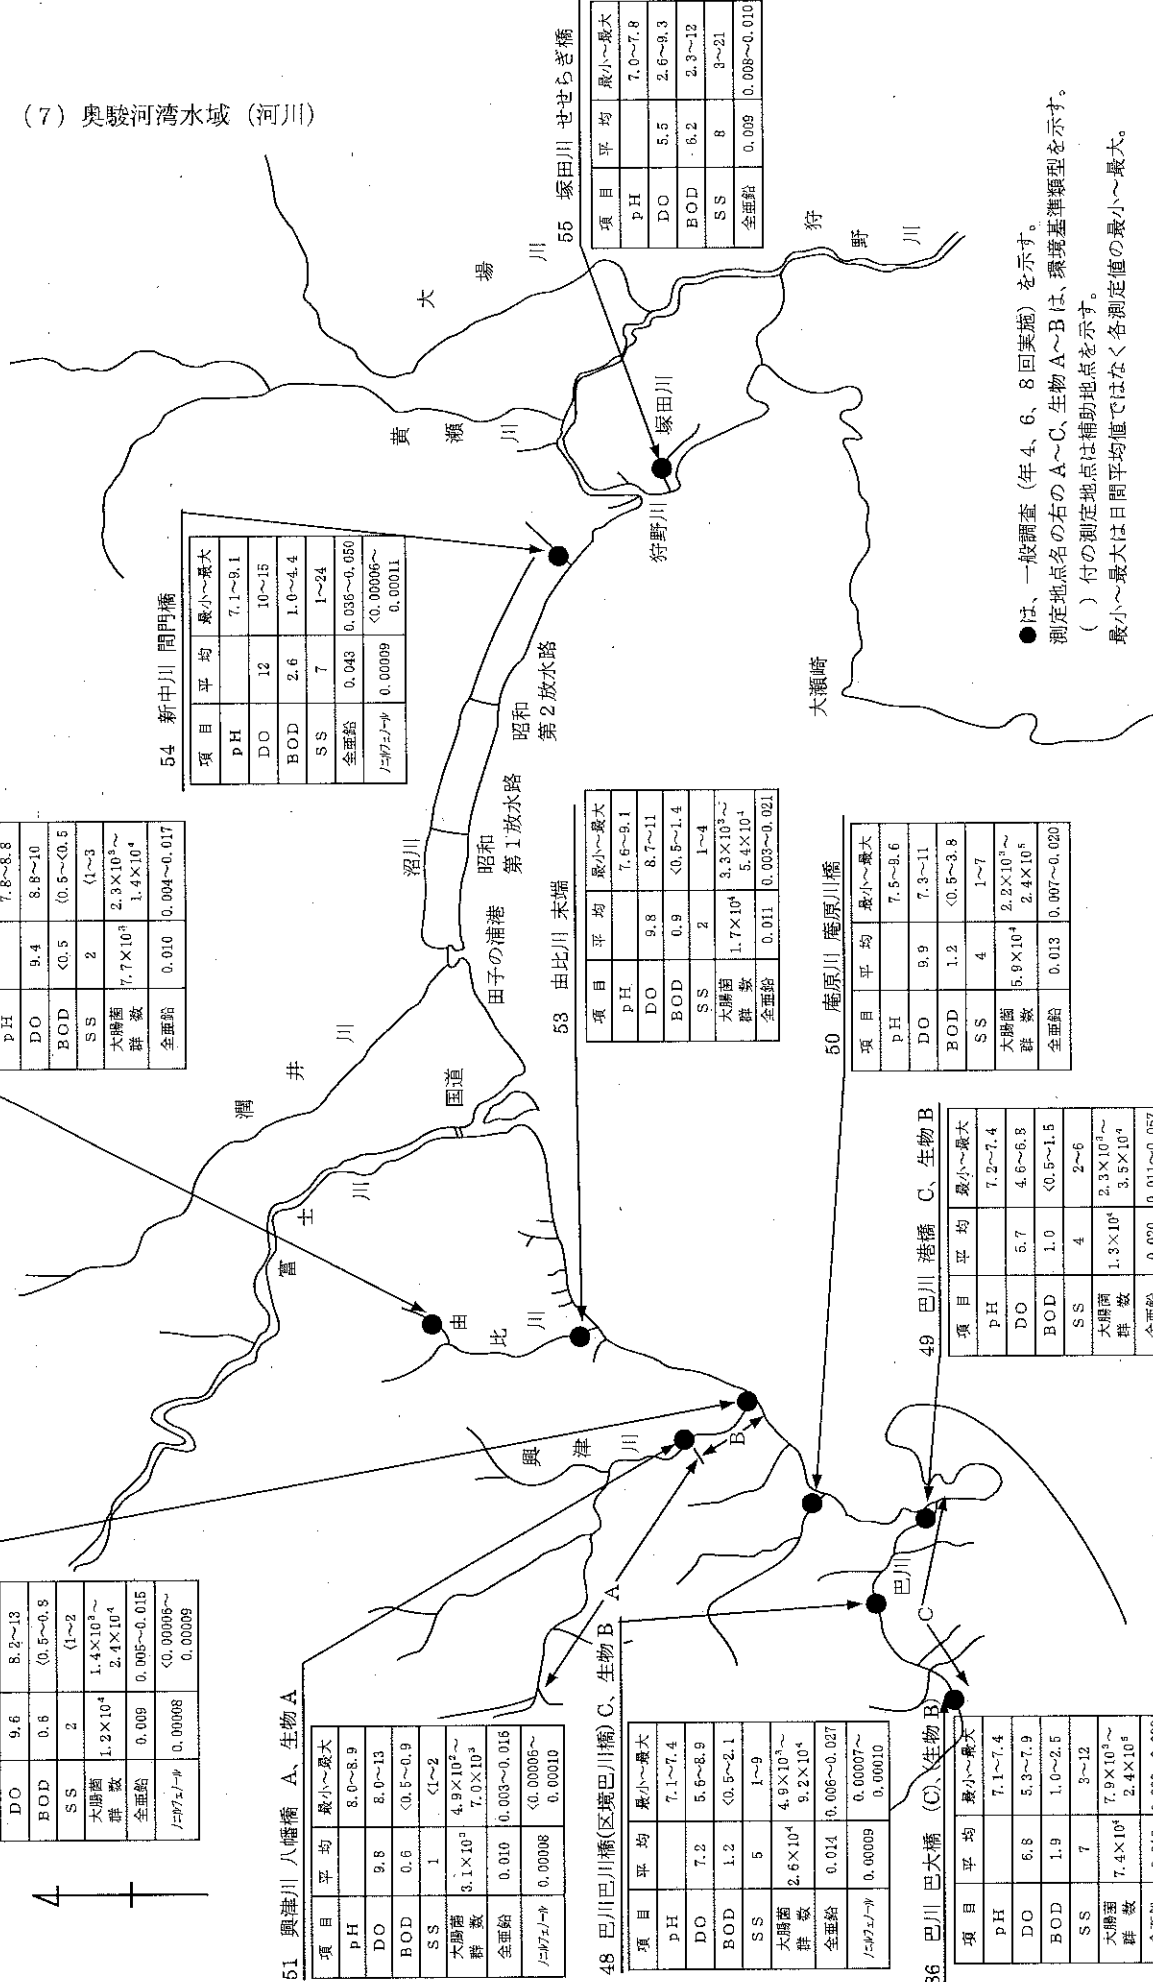 (7) 奥駿河湾水域 (河川)
55 塚田川 せせらぎ橋
項 目 平 均 最小～最大
pH 7.0～7.8
DO 5.5 2.6～9.3
BOD 6.2 2.3～12
SS 8 3～21
全亜鉛 0.009 0.008～0.010
54 新中川 間門橋
項 目 平 均 最小～最大
pH 7.1～9.1
DO 12 10～15
BOD 2.6 1.0～4.4
SS 7 1～24
全亜鉛 0.043 0.036～0.050
ノニルフェノール 0.00009 <0.00006～
0.00011
pH 7.8～8.8
DO 9.4 8.8～10
BOD <0.5 <0.5～<0.5
SS 2 <1～3
大腸菌
群 数 7.7×10³ 2.3×10³～
1.4×10⁴
全亜鉛 0.010 0.004～0.017
53 由比川 末端
項 目 平 均 最小～最大
pH 7.6～9.1
DO 9.8 8.7～11
BOD 0.9 <0.5～1.4
SS 2 1～4
大腸菌
群 数 1.7×10⁴ 3.3×10³～
5.4×10⁴
全亜鉛 0.011 0.003～0.021
50 庵原川 庵原川橋
項 目 平 均 最小～最大
pH 7.5～9.6
DO 9.9 7.3～11
BOD 1.2 <0.5～3.8
SS 4 1～7
大腸菌
群 数 5.9×10⁴ 2.2×10³～
2.4×10⁵
全亜鉛 0.013 0.007～0.020
49 巴川 港橋 C、生物B
項 目 平 均 最小～最大
pH 7.2～7.4
DO 5.7 4.6～6.8
BOD 1.0 <0.5～1.5
SS 4 2～6
大腸菌
群 数 1.3×10⁴ 2.3×10³～
3.5×10⁴
DO 9.6 8.2～13
BOD 0.6 <0.5～0.8
SS 2 <1～2
大腸菌
群 数 1.2×10⁴ 1.4×10³～
2.4×10⁴
全亜鉛 0.009 0.005～0.015
ノニルフェノール 0.00008 <0.00006～
0.00009
51 興津川 八幡橋 A、生物A
項 目 平 均 最小～最大
pH 8.0～8.9
DO 9.8 8.0～13
BOD 0.6 <0.5～0.9
SS 1 <1～2
大腸菌
群 数 3.1×10³ 4.9×10²～
7.0×10³
全亜鉛 0.010 0.003～0.016
ノニルフェノール 0.00008 <0.00006～
0.00010
48 巴川巴川橋(区境巴川橋) C、生物B
項 目 平 均 最小～最大
pH 7.1～7.4
DO 7.2 5.6～8.9
BOD 1.2 <0.5～2.1
SS 5 1～9
大腸菌
群 数 2.6×10⁴ 4.9×10³～
9.2×10⁴
全亜鉛 0.014 0.006～0.027
ノニルフェノール 0.00009 0.00007～
0.00010
86 巴川 巴大橋 (C)、(生物B)
項 目 平 均 最小～最大
pH 7.1～7.4
DO 6.8 5.3～7.9
BOD 1.9 1.0～2.5
SS 7 3～12
大腸菌
群 数 7.4×10⁴ 7.9×10³～
2.4×10⁵
大場川
黄瀬川
狩野川
塚田川
狩野川
大瀬崎
沼川
昭和
第2放水路
昭和
第1放水路
田子の浦港
潤井川
国道
富士川
由比川
興津川
巴川
A
B
C
●は、一般調査 (年4、6、8回実施) を示す。
測定地点名の右のA～C、生物A～Bは、環境基準類型を示す。
( ) 付の測定地点は補助地点を示す。
最小～最大は日間平均値ではなく各測定値の最小～最大。